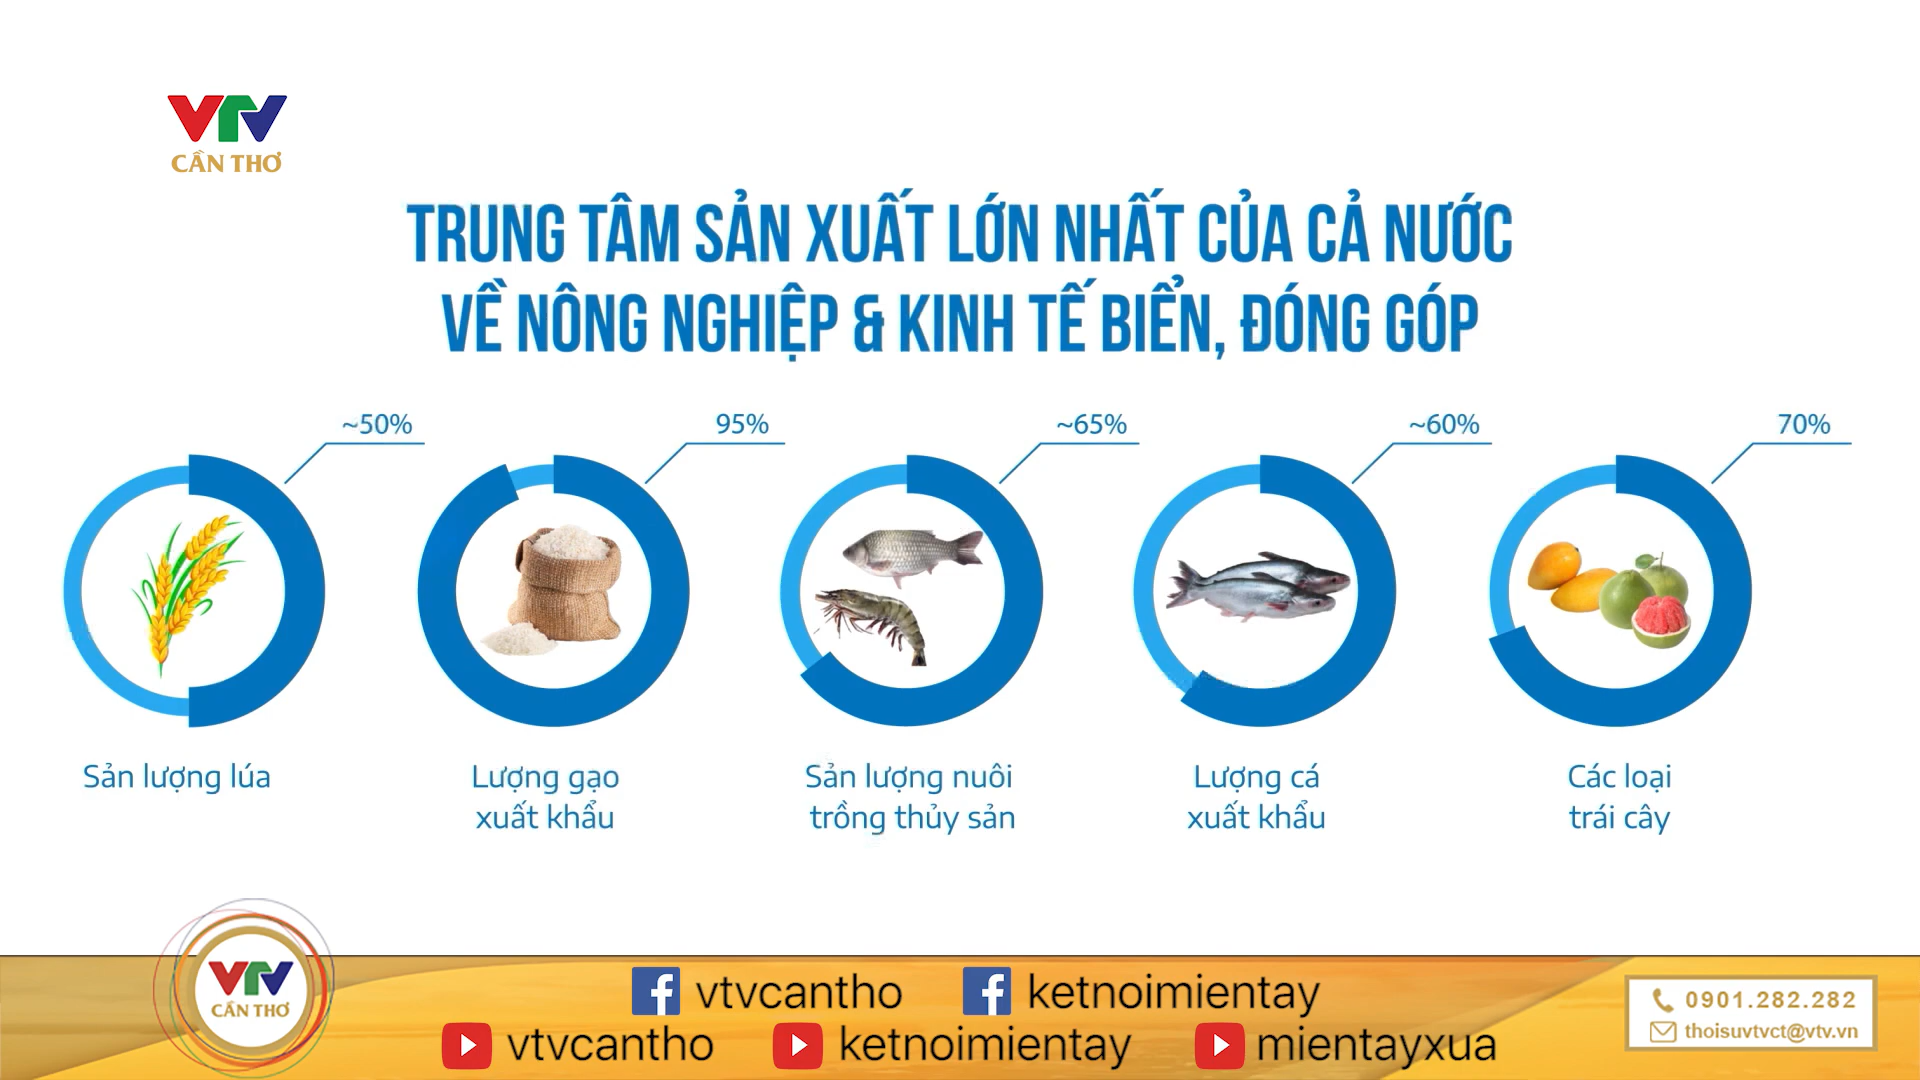 VTV
CẦN THƠ
TRUNG TÂM SẢN XUẤT LỚN NHẤT CỦA CẢ NƯỚC
VỀ NÔNG NGHIỆP & KINH TẾ BIỂN, ĐÓNG GÓP
~50%
95%
~65%
~60%
70%
Sản lượng lúa
Lượng gạo
xuất khẩu
Sản lượng nuôi
trồng thủy sản
Lượng cá
xuất khẩu
Các loại
trái cây
VTV
CẦN THƠ
vtvcantho
ketnoimientay
vtvcantho
ketnoimientay
mientayxua
0901.282.282
thoisuvtvct@vtv.vn